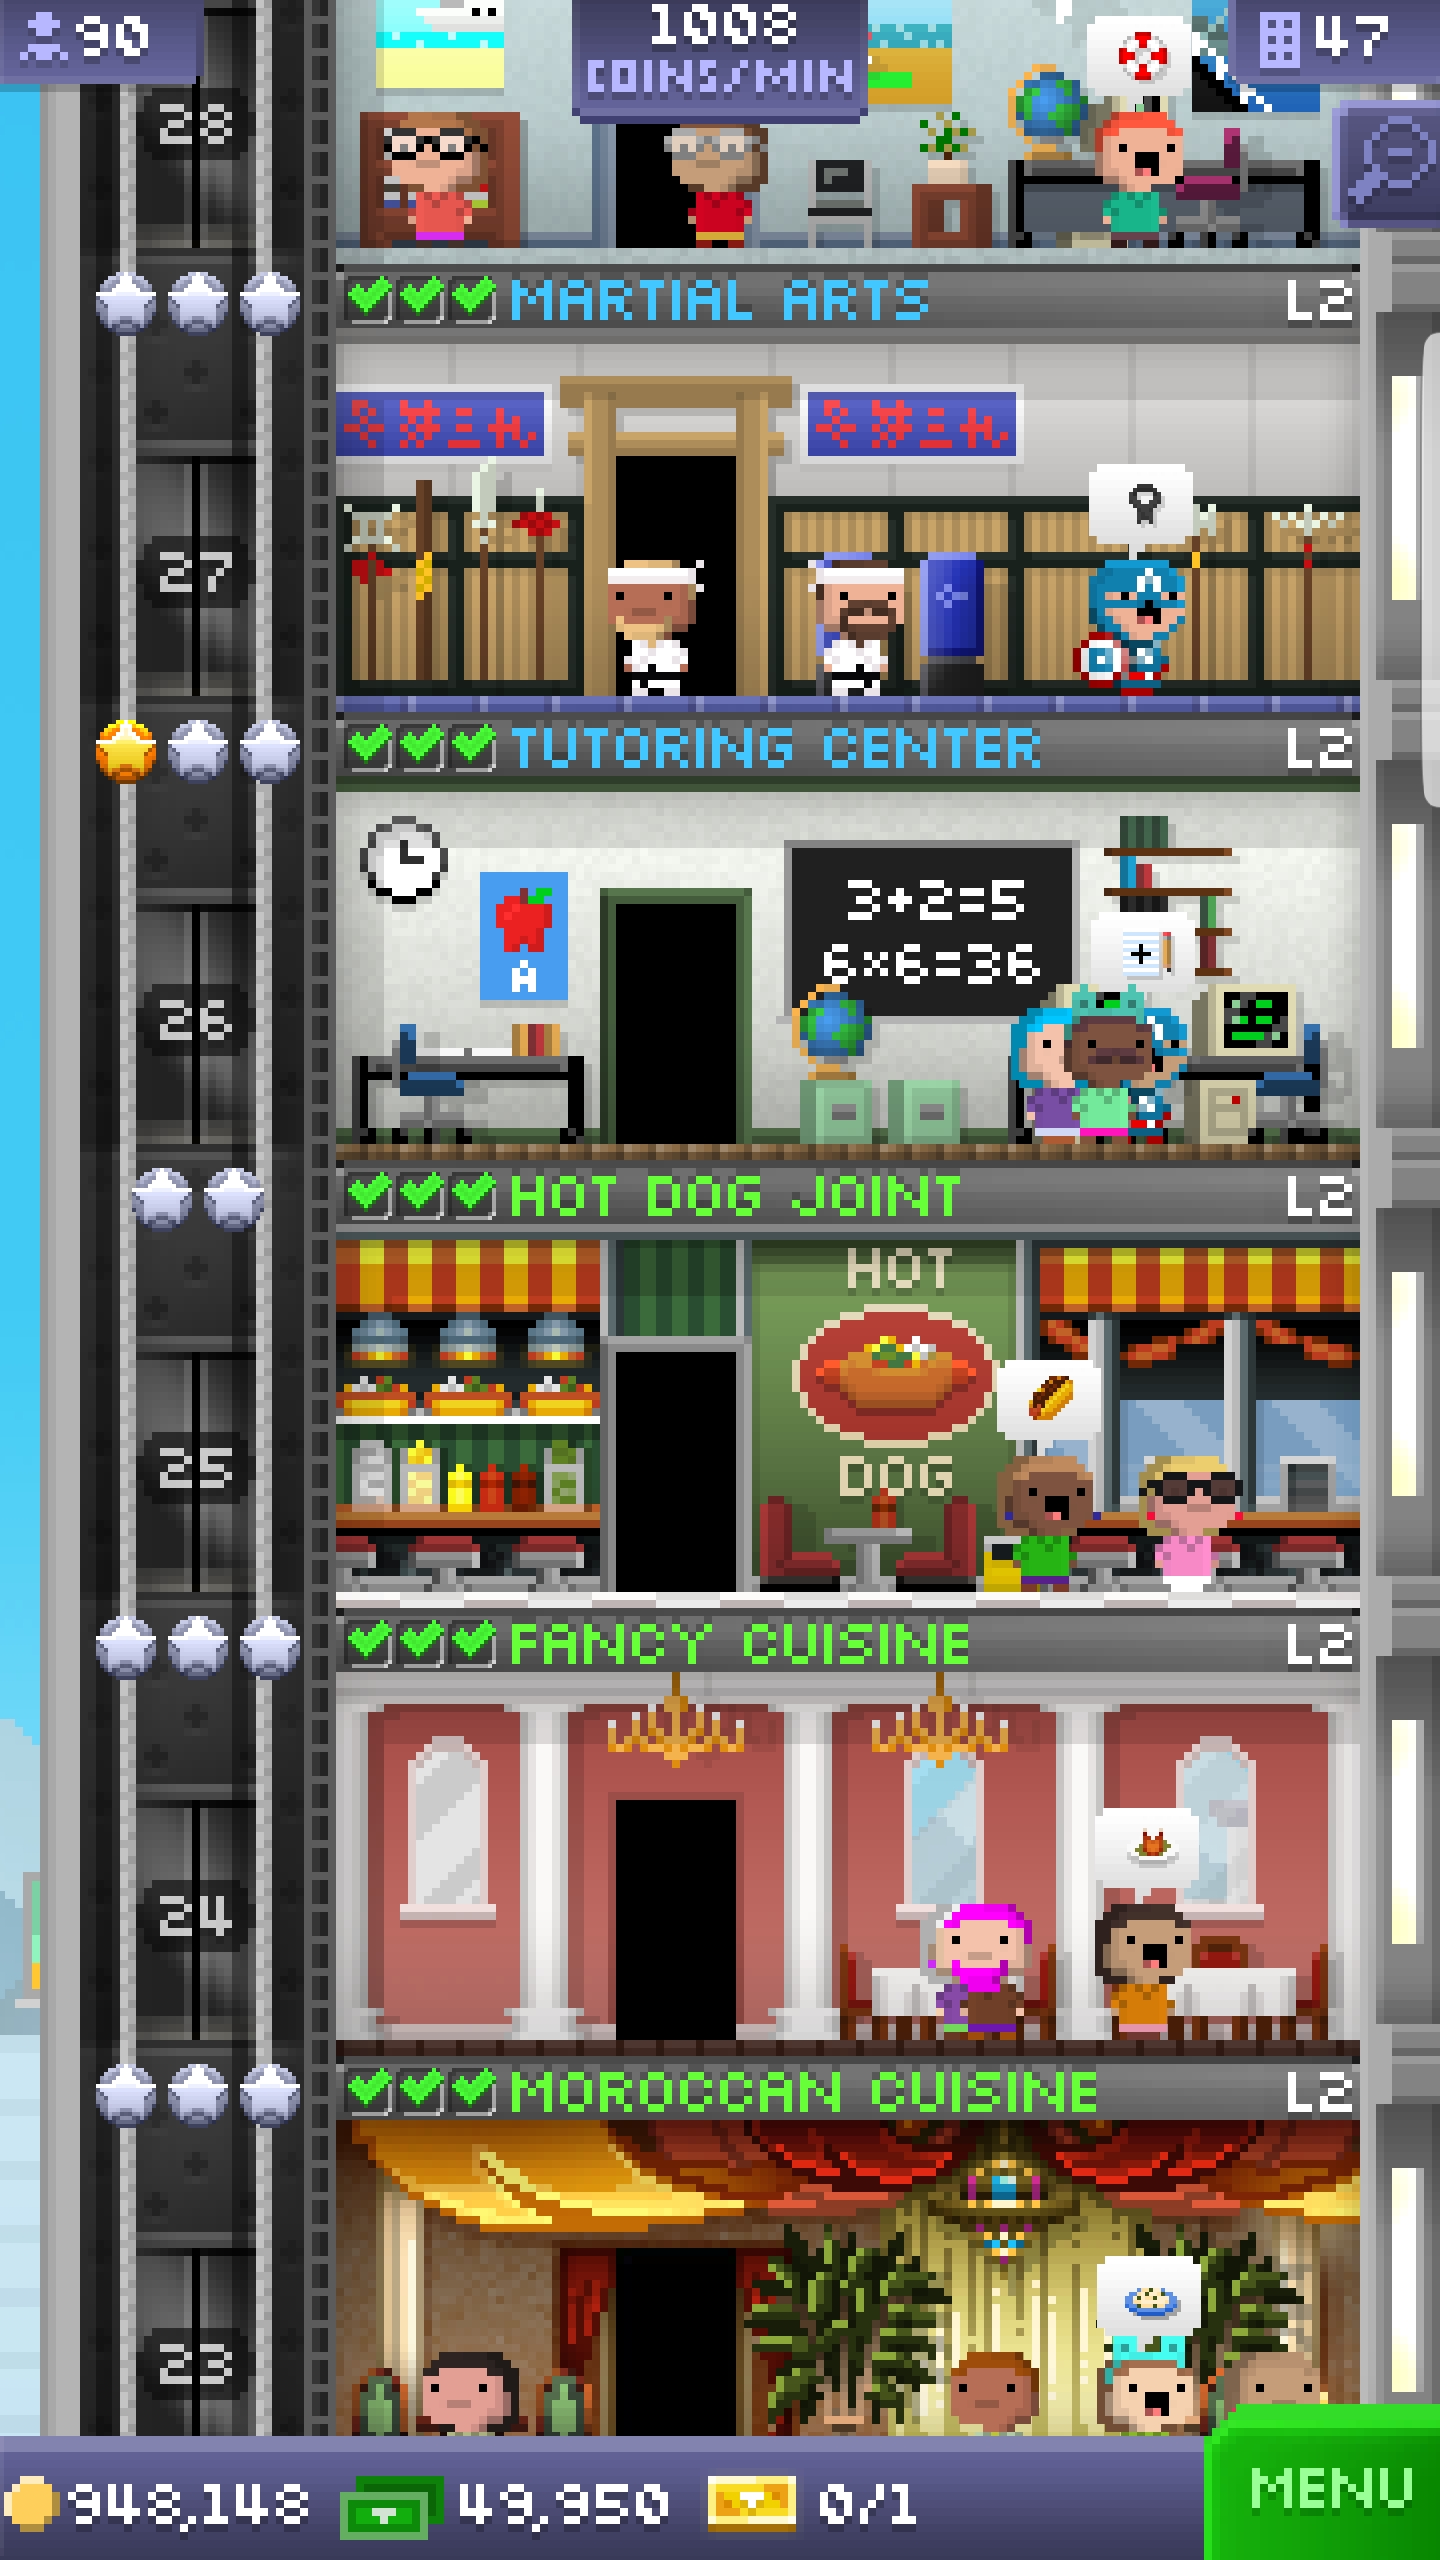 90
1008
COINS/MIN
47
28
MARTIAL ARTS L2
27
TUTORING CENTER L2
A
3+2=5
6×6=36
26
HOT DOG JOINT L2
HOT
DOG
25
FANCY CUISINE L2
24
MOROCCAN CUISINE L2
23
948,148 49,950 0/1
MENU